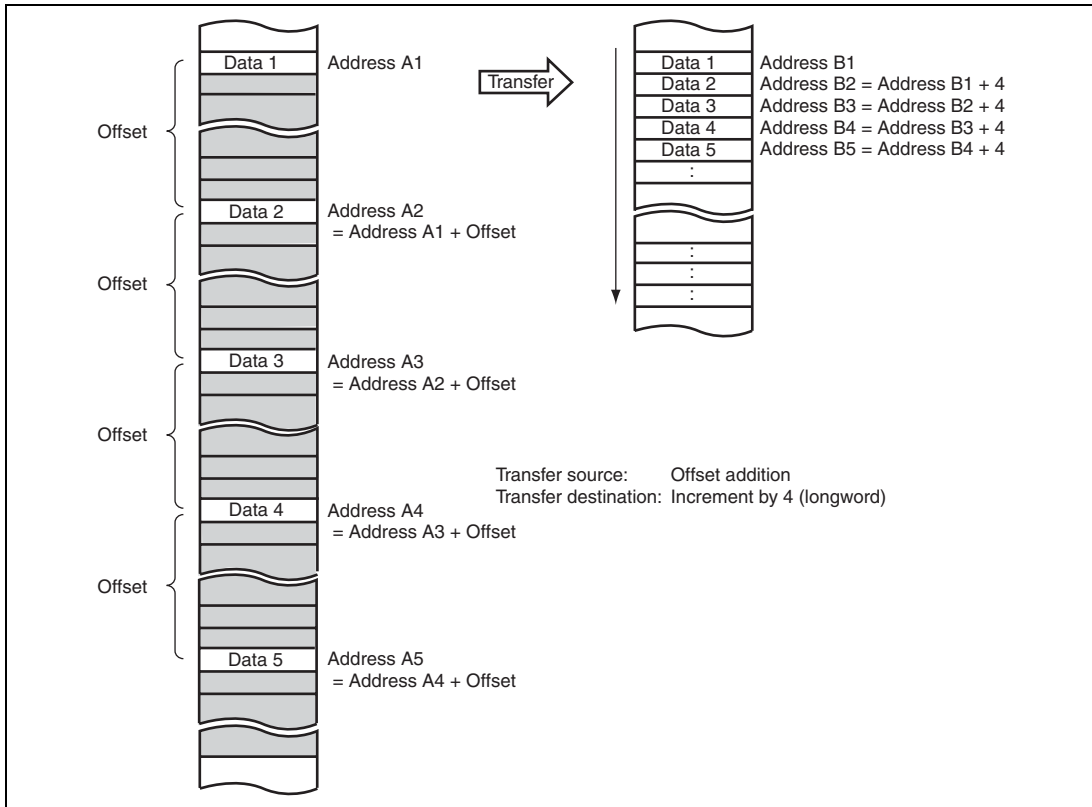 Data 1
Address A1
Offset
Data 2
Address A2
= Address A1 + Offset
Offset
Data 3
Address A3
= Address A2 + Offset
Offset
Data 4
Address A4
= Address A3 + Offset
Offset
Data 5
Address A5
= Address A4 + Offset
Transfer
Data 1 Address B1
Data 2 Address B2 = Address B1 + 4
Data 3 Address B3 = Address B2 + 4
Data 4 Address B4 = Address B3 + 4
Data 5 Address B5 = Address B4 + 4
:
:
:
:
Transfer source: Offset addition
Transfer destination: Increment by 4 (longword)